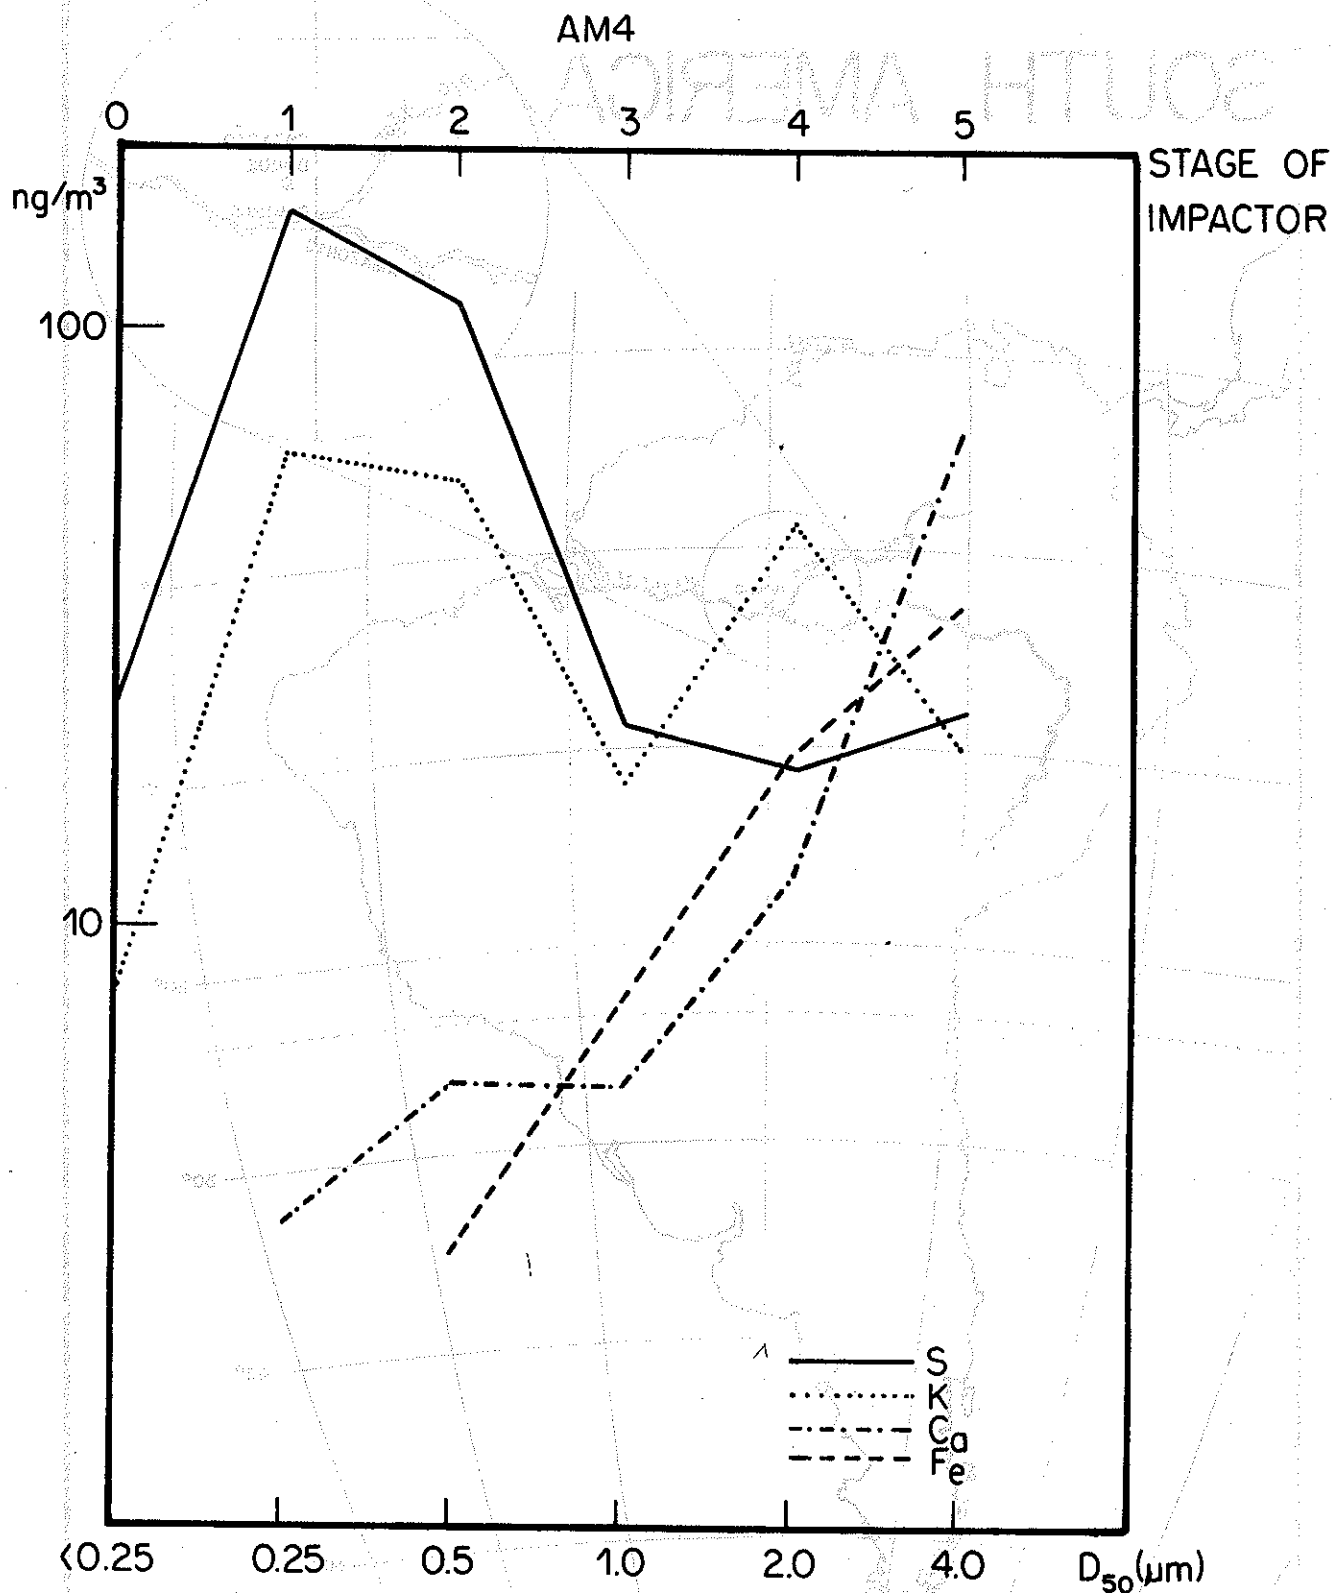 AM4
SOUTH AMERICA
0 1 2 3 4 5
STAGE OF
IMPACTOR
ng/m³
100
10
S
K
Ca
Fe
<0.25 0.25 0.5 1.0 2.0 4.0 D₅₀(μm)